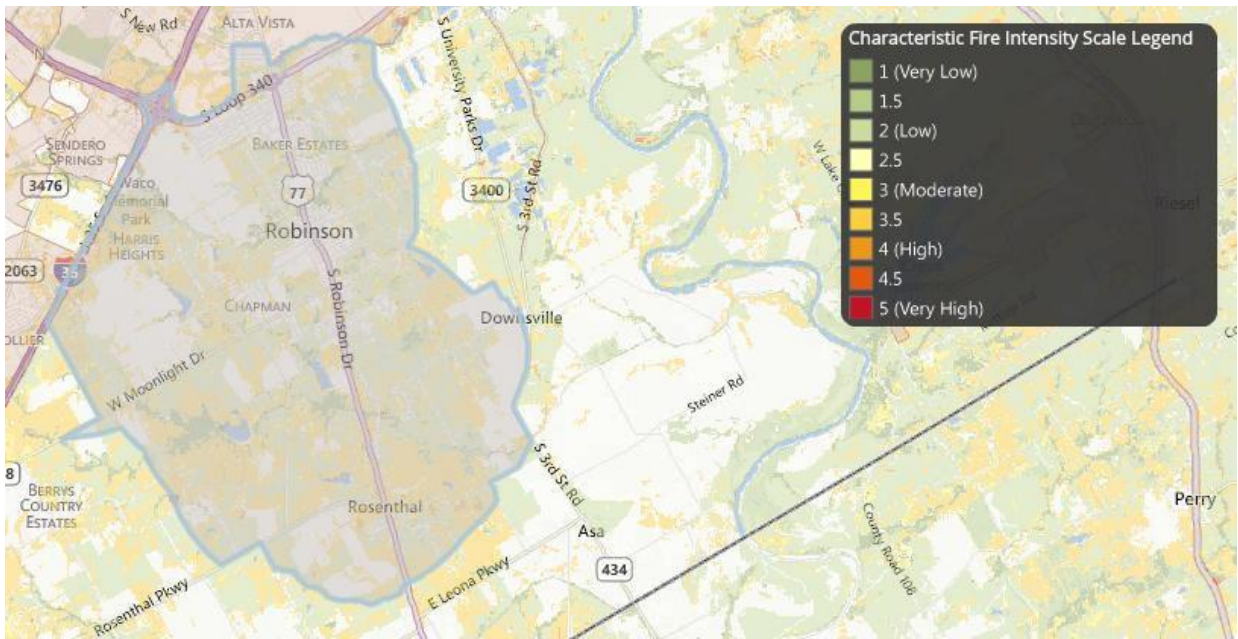 S New Rd
ALTA VISTA
S Loop 340
SENDERO
SPRINGS
3476
BAKER ESTATES
Waco
Memorial
Park
HARRIS
HEIGHTS
77
Robinson
2063
35
CHAPMAN
S Robinson Dr
W Moonlight Dr
BERRYS
COUNTRY
ESTATES
Rosenthal
Rosenthal Pkwy
E Leona Pkwy
S University Parks Dr
3400
S 3rd St Rd
Downsville
Steiner Rd
S 3rd St Rd
Asa
434
County Road 106
Perry
Riesel
Characteristic Fire Intensity Scale Legend
1 (Very Low)
1.5
2 (Low)
2.5
3 (Moderate)
3.5
4 (High)
4.5
5 (Very High)